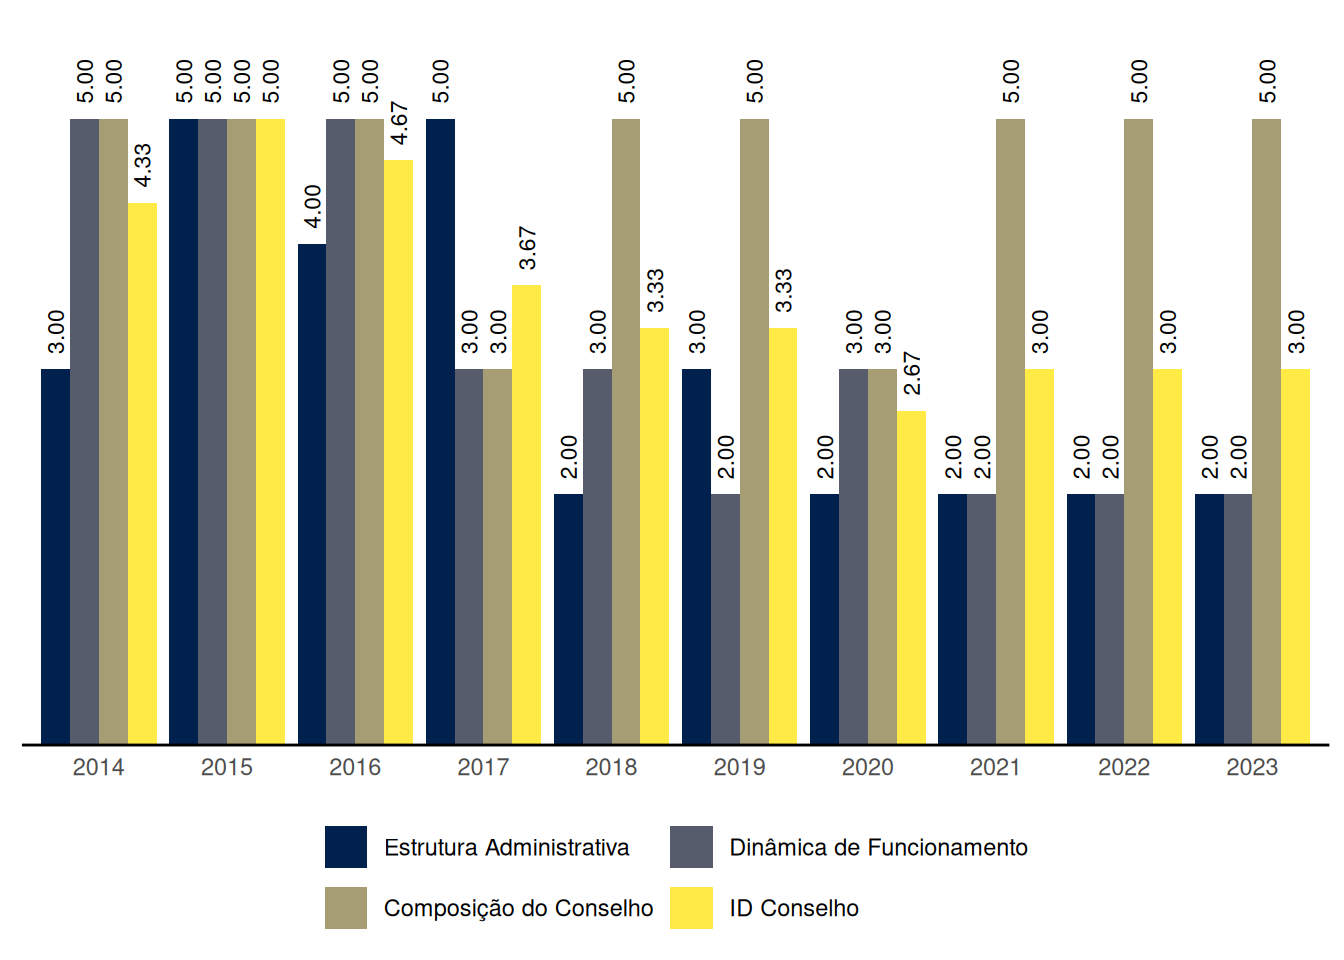 3.00 5.00 5.00 4.33 5.00 5.00 5.00 5.00 4.00 5.00 5.00 4.67 5.00 3.00 3.00 3.67 2.00 3.00 5.00 3.33 3.00 2.00 5.00 3.33 2.00 3.00 3.00 2.67 2.00 2.00 5.00 3.00 2.00 2.00 5.00 3.00 2.00 2.00 5.00 3.00
2014 2015 2016 2017 2018 2019 2020 2021 2022 2023
Estrutura Administrativa Dinâmica de Funcionamento
Composição do Conselho ID Conselho